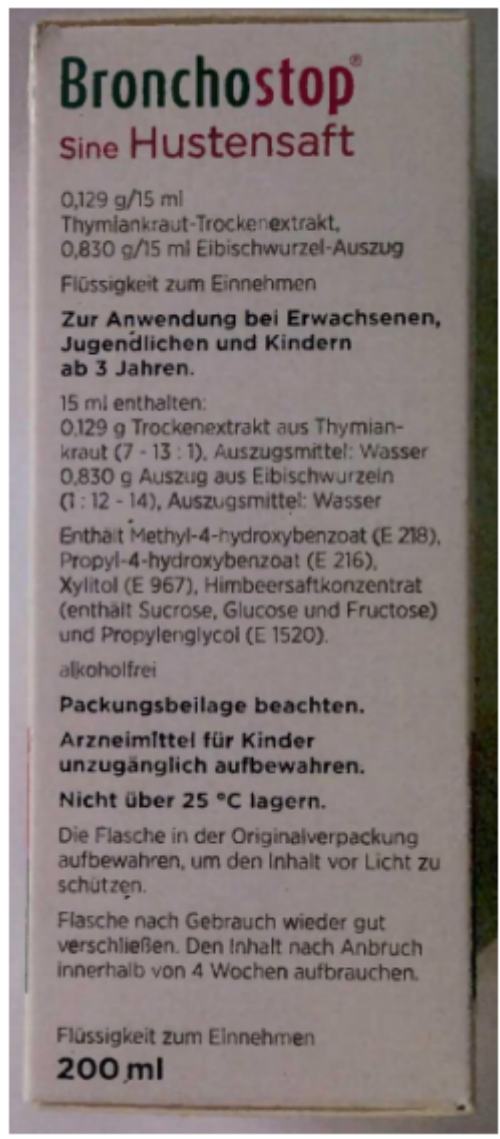 Bronchostop®
Sine Hustensaft
0,129 g/15 ml
Thymiankraut-Trockenextrakt,
0,830 g/15 ml Eibischwurzel-Auszug
Flüssigkeit zum Einnehmen
Zur Anwendung bei Erwachsenen,
Jugendlichen und Kindern
ab 3 Jahren.
15 ml enthalten:
0,129 g Trockenextrakt aus Thymian-
kraut (7 - 13 : 1), Auszugsmittel: Wasser
0,830 g Auszug aus Eibischwurzeln
(1 : 12 - 14), Auszugsmittel: Wasser
Enthält Methyl-4-hydroxybenzoat (E 218),
Propyl-4-hydroxybenzoat (E 216),
Xylitol (E 967), Himbeersaftkonzentrat
(enthält Sucrose, Glucose und Fructose)
und Propylenglycol (E 1520).
alkoholfrei
Packungsbeilage beachten.
Arzneimittel für Kinder
unzugänglich aufbewahren.
Nicht über 25 °C lagern.
Die Flasche in der Originalverpackung
aufbewahren, um den Inhalt vor Licht zu
schützen.
Flasche nach Gebrauch wieder gut
verschließen. Den Inhalt nach Anbruch
innerhalb von 4 Wochen aufbrauchen.
Flüssigkeit zum Einnehmen
200 ml